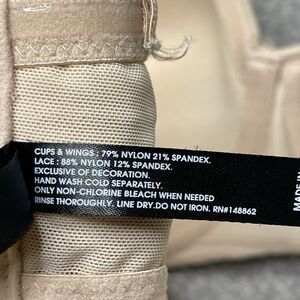 CUPS & WINGS : 79% NYLON 21% SPANDEX.
LACE : 88% NYLON 12% SPANDEX.
EXCLUSIVE OF DECORATION.
HAND WASH COLD SEPARATELY.
ONLY NON-CHLORINE BLEACH WHEN NEEDED
RINSE THOROUGHLY. LINE DRY.DO NOT IRON. RN#148862
MADE IN